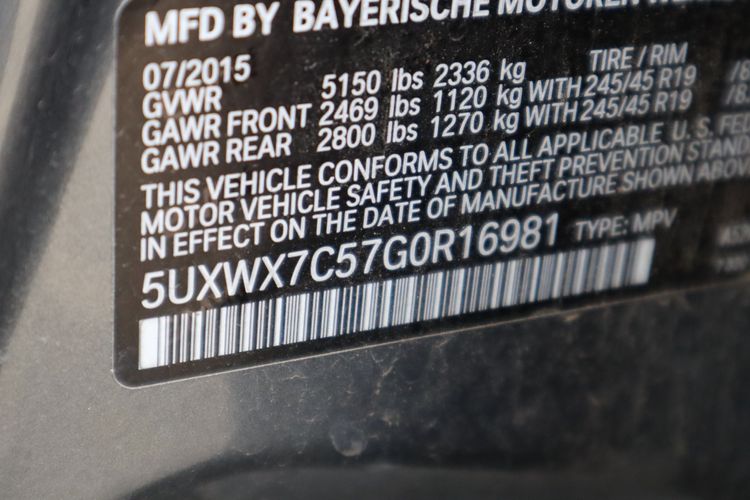 MFD BY BAYERISCHE MOTOREN
07/2015
GVWR 5150 lbs 2336 kg TIRE / RIM
GAWR FRONT 2469 lbs 1120 kg WITH 245/45 R19
GAWR REAR 2800 lbs 1270 kg WITH 245/45 R19
THIS VEHICLE CONFORMS TO ALL APPLICABLE U.S.
MOTOR VEHICLE SAFETY AND THEFT PREVENTION
IN EFFECT ON THE DATE OF MANUFACTURE SHOWN
5UXWX7C57G0R16981 TYPE: MPV